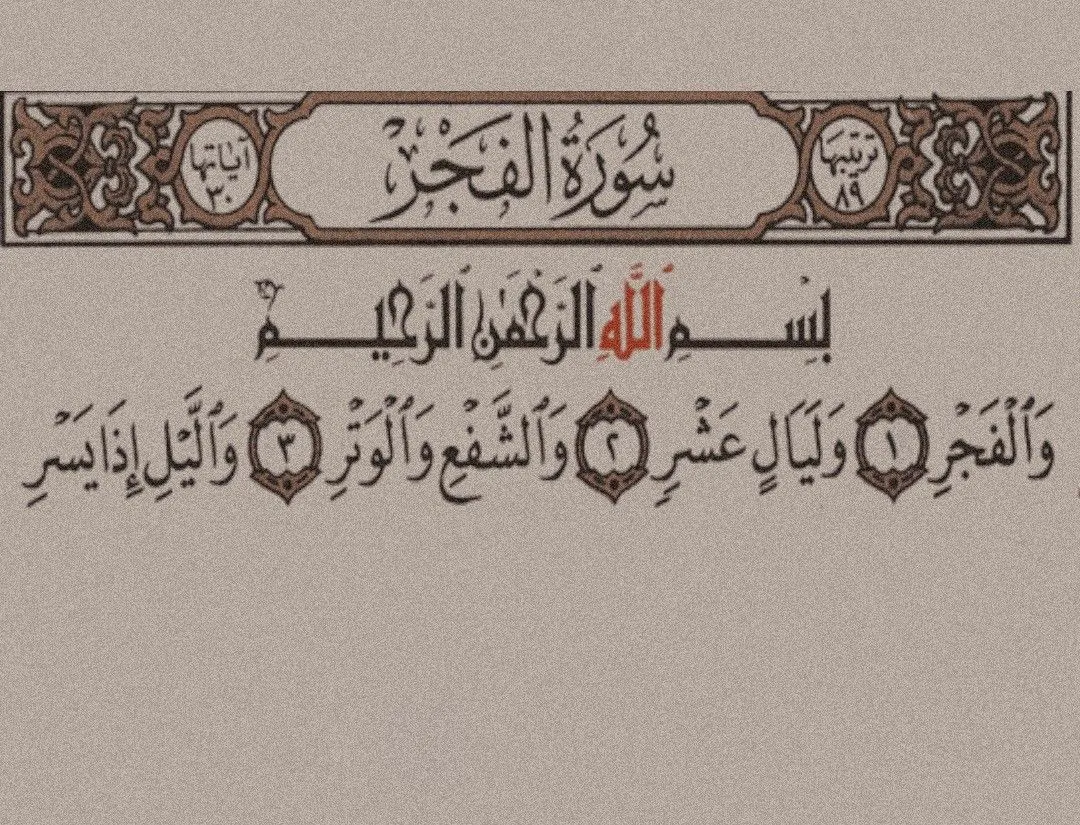 ترتيبها ٨٩ سُورَةُ الفَجْرِ آياتها ٣٠
بِسْمِ ٱللَّهِ ٱلرَّحْمَٰنِ ٱلرَّحِيمِ
وَٱلْفَجْرِ ١ وَلَيَالٍ عَشْرٍ ٢ وَٱلشَّفْعِ وَٱلْوَتْرِ ٣ وَٱلَّيْلِ إِذَا يَسْرِ